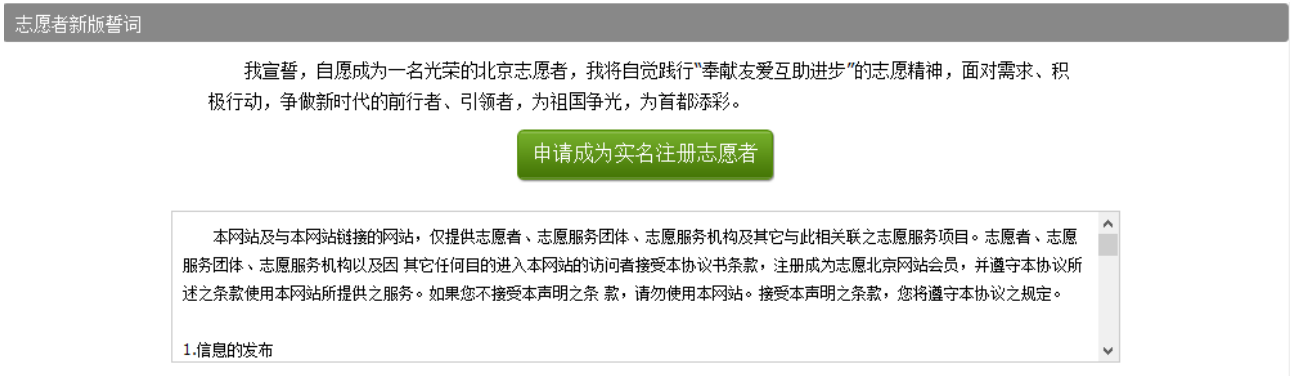 志愿者新版誓词
我宣誓，自愿成为一名光荣的北京志愿者，我将自觉践行“奉献友爱互助进步”的志愿精神，面对需求、积
极行动，争做新时代的前行者、引领者，为祖国争光，为首都添彩。
申请成为实名注册志愿者
本网站及与本网站链接的网站，仅提供志愿者、志愿服务团体、志愿服务机构及其它与此相关联之志愿服务项目。志愿者、志愿
服务团体、志愿服务机构以及因 其它任何目的进入本网站的访问者接受本协议书条款，注册成为志愿北京网站会员，并遵守本协议所
述之条款使用本网站所提供之服务。如果您不接受本声明之条 款，请勿使用本网站。接受本声明之条款，您将遵守本协议之规定。
1.信息的发布